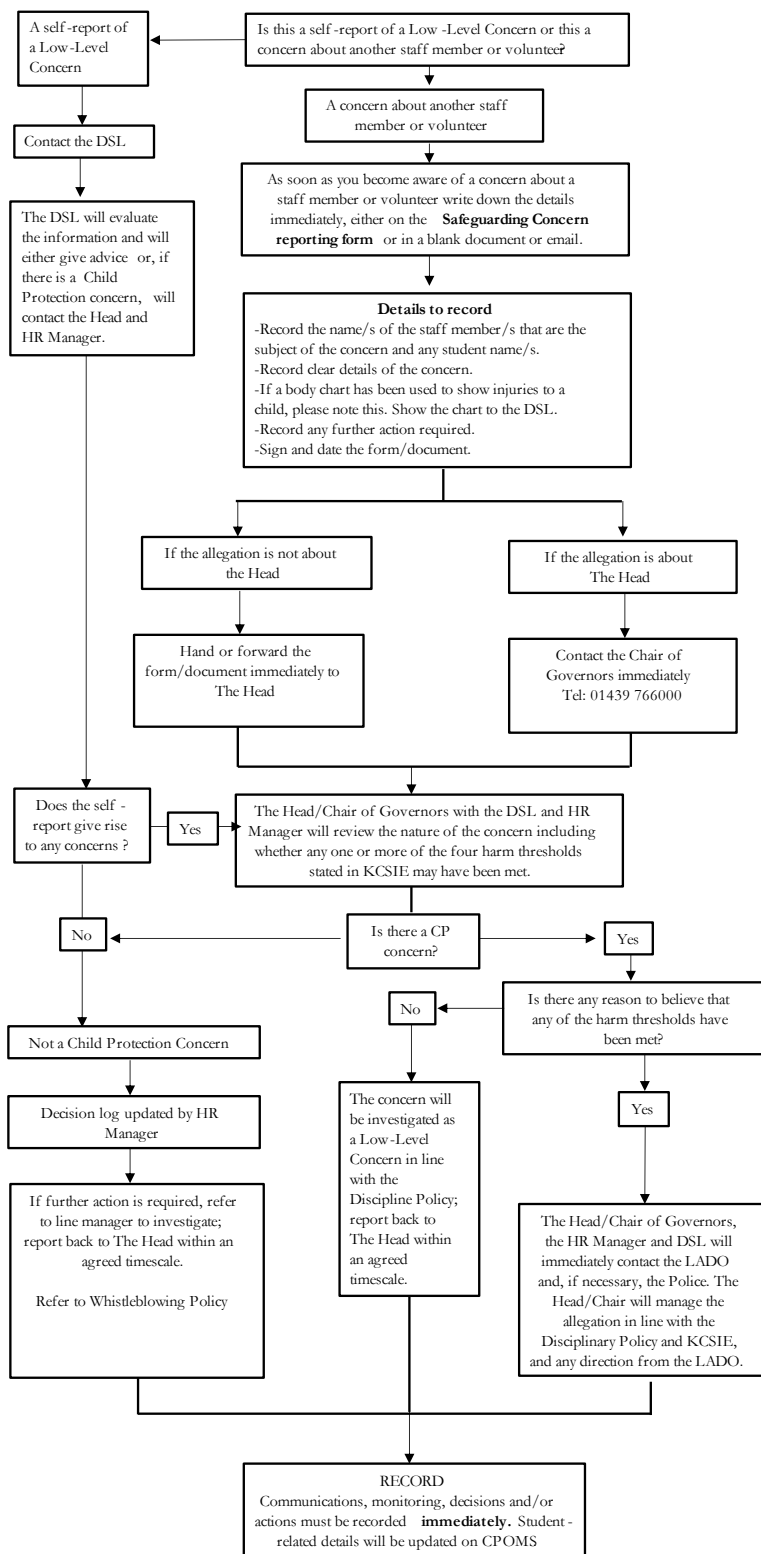 A self-report of
a Low-Level
Concern
Is this a self -report of a Low -Level Concern or this a
concern about another staff member or volunteer?
A concern about another staff
member or volunteer
Contact the DSL
As soon as you become aware of a concern about a
staff member or volunteer write down the details
immediately, either on the Safeguarding Concern
reporting form or in a blank document or email.
The DSL will evaluate
the information and will
either give advice or, if
there is a Child
Protection concern, will
contact the Head and
HR Manager.
Details to record
-Record the name/s of the staff member/s that are the
subject of the concern and any student name/s.
-Record clear details of the concern.
-If a body chart has been used to show injuries to a
child, please note this. Show the chart to the DSL.
-Record any further action required.
-Sign and date the form/document.
If the allegation is not about
the Head
If the allegation is about
The Head
Hand or forward the
form/document immediately to
The Head
Contact the Chair of
Governors immediately
Tel: 01439 766000
Does the self -
report give rise
to any concerns ?
Yes
The Head/Chair of Governors with the DSL and HR
Manager will review the nature of the concern including
whether any one or more of the four harm thresholds
stated in KCSIE may have been met.
No
Is there a CP
concern?
Yes
No
Is there any reason to believe that
any of the harm thresholds have
been met?
Not a Child Protection Concern
Yes
Decision log updated by HR
Manager
The concern will
be investigated as
a Low-Level
Concern in line
with the
Discipline Policy;
report back to
The Head within
an agreed
timescale.
If further action is required, refer
to line manager to investigate;
report back to The Head within an
agreed timescale.
Refer to Whistleblowing Policy
The Head/Chair of Governors,
the HR Manager and DSL will
immediately contact the LADO
and, if necessary, the Police. The
Head/Chair will manage the
allegation in line with the
Disciplinary Policy and KCSIE,
and any direction from the LADO.
RECORD
Communications, monitoring, decisions and/or
actions must be recorded immediately. Student -
related details will be updated on CPOMS